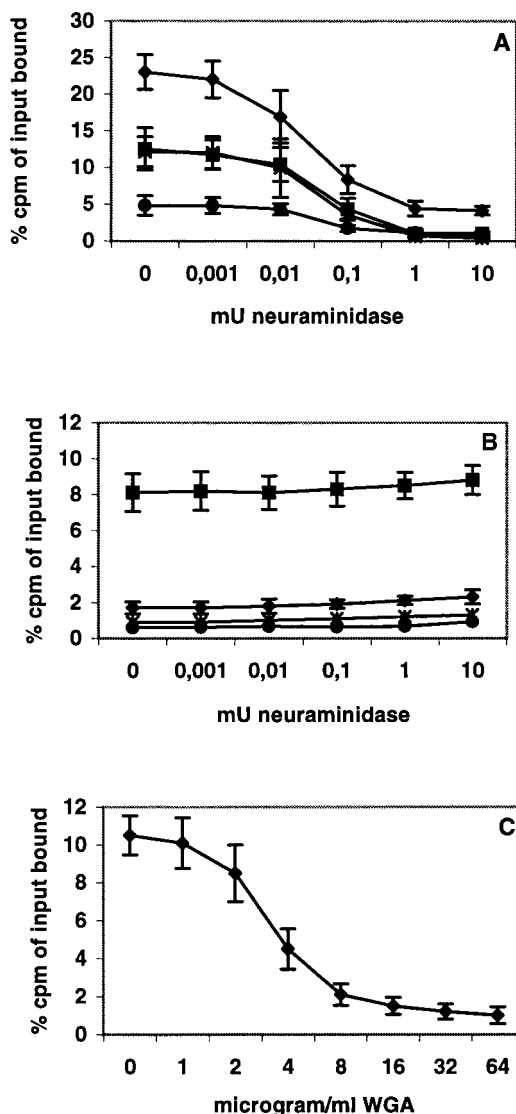 A
% cpm of input bound
30
25
20
15
10
5
0
0 0,001 0,01 0,1 1 10
mU neuraminidase
B
% cpm of input bound
12
10
8
6
4
2
0
0 0,001 0,01 0,1 1 10
mU neuraminidase
C
% cpm of input bound
12
10
8
6
4
2
0
0 1 2 4 8 16 32 64
microgram/ml WGA